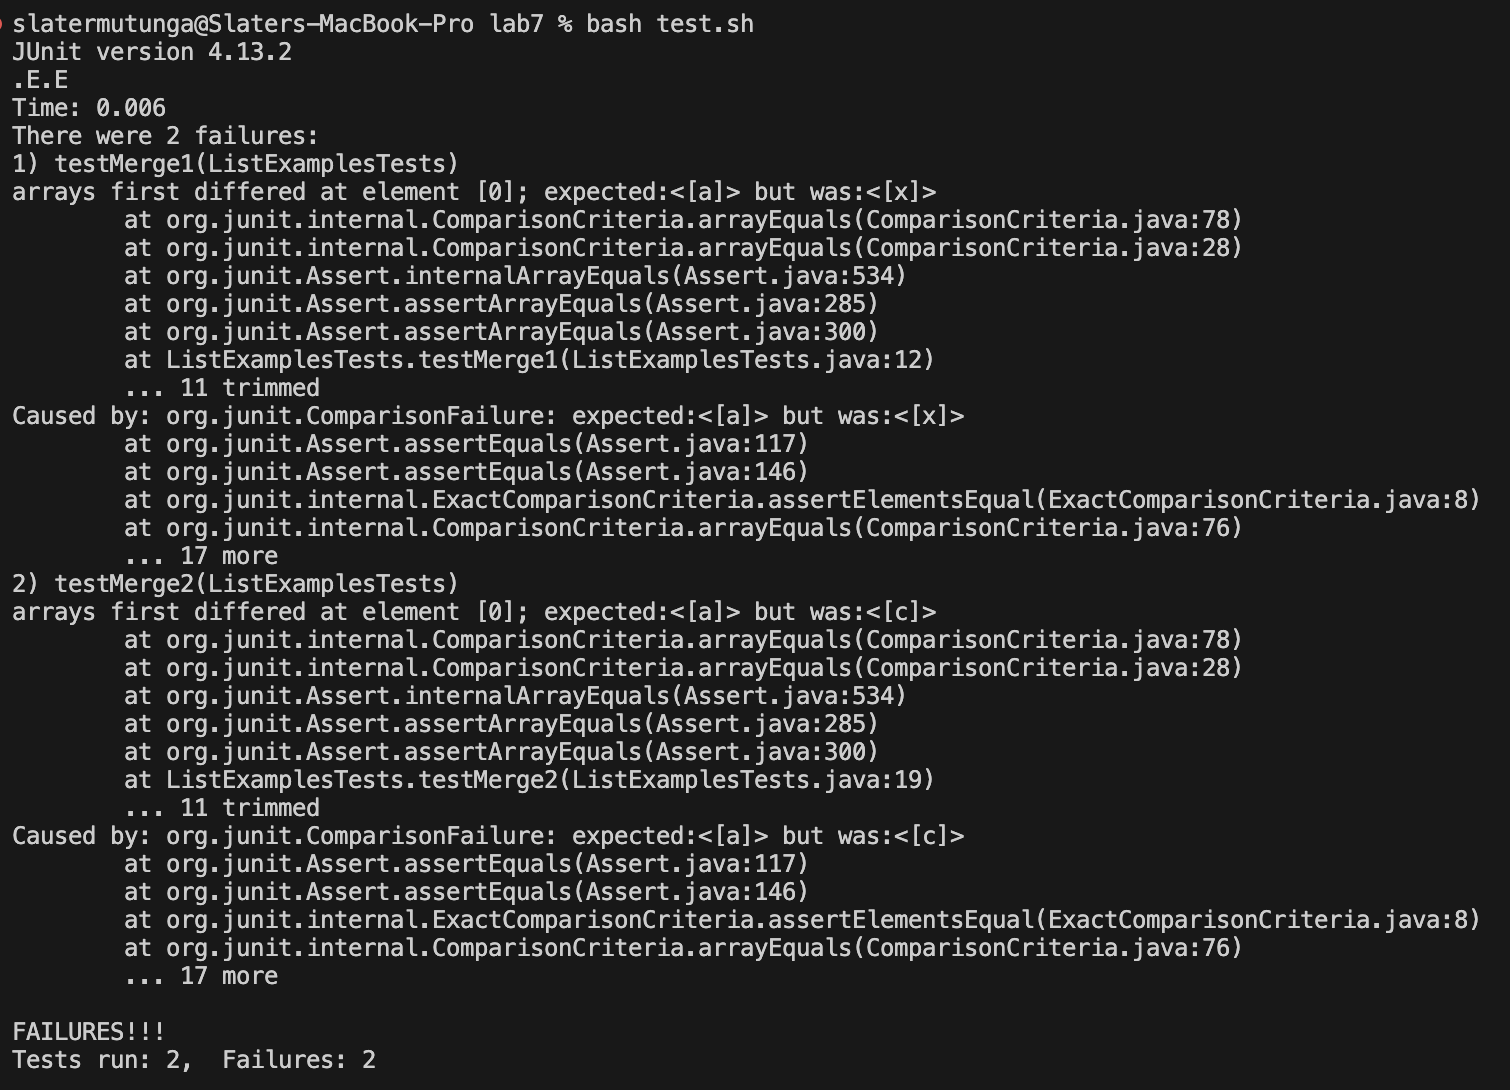 slatermutunga@Slaters-MacBook-Pro lab7 % bash test.sh
JUnit version 4.13.2
.E.E
Time: 0.006
There were 2 failures:
1) testMerge1(ListExamplesTests)
arrays first differed at element [0]; expected:<[a]> but was:<[x]>
        at org.junit.internal.ComparisonCriteria.arrayEquals(ComparisonCriteria.java:78)
        at org.junit.internal.ComparisonCriteria.arrayEquals(ComparisonCriteria.java:28)
        at org.junit.Assert.internalArrayEquals(Assert.java:534)
        at org.junit.Assert.assertArrayEquals(Assert.java:285)
        at org.junit.Assert.assertArrayEquals(Assert.java:300)
        at ListExamplesTests.testMerge1(ListExamplesTests.java:12)
        ... 11 trimmed
Caused by: org.junit.ComparisonFailure: expected:<[a]> but was:<[x]>
        at org.junit.Assert.assertEquals(Assert.java:117)
        at org.junit.Assert.assertEquals(Assert.java:146)
        at org.junit.internal.ExactComparisonCriteria.assertElementsEqual(ExactComparisonCriteria.java:8)
        at org.junit.internal.ComparisonCriteria.arrayEquals(ComparisonCriteria.java:76)
        ... 17 more
2) testMerge2(ListExamplesTests)
arrays first differed at element [0]; expected:<[a]> but was:<[c]>
        at org.junit.internal.ComparisonCriteria.arrayEquals(ComparisonCriteria.java:78)
        at org.junit.internal.ComparisonCriteria.arrayEquals(ComparisonCriteria.java:28)
        at org.junit.Assert.internalArrayEquals(Assert.java:534)
        at org.junit.Assert.assertArrayEquals(Assert.java:285)
        at org.junit.Assert.assertArrayEquals(Assert.java:300)
        at ListExamplesTests.testMerge2(ListExamplesTests.java:19)
        ... 11 trimmed
Caused by: org.junit.ComparisonFailure: expected:<[a]> but was:<[c]>
        at org.junit.Assert.assertEquals(Assert.java:117)
        at org.junit.Assert.assertEquals(Assert.java:146)
        at org.junit.internal.ExactComparisonCriteria.assertElementsEqual(ExactComparisonCriteria.java:8)
        at org.junit.internal.ComparisonCriteria.arrayEquals(ComparisonCriteria.java:76)
        ... 17 more

FAILURES!!!
Tests run: 2,  Failures: 2